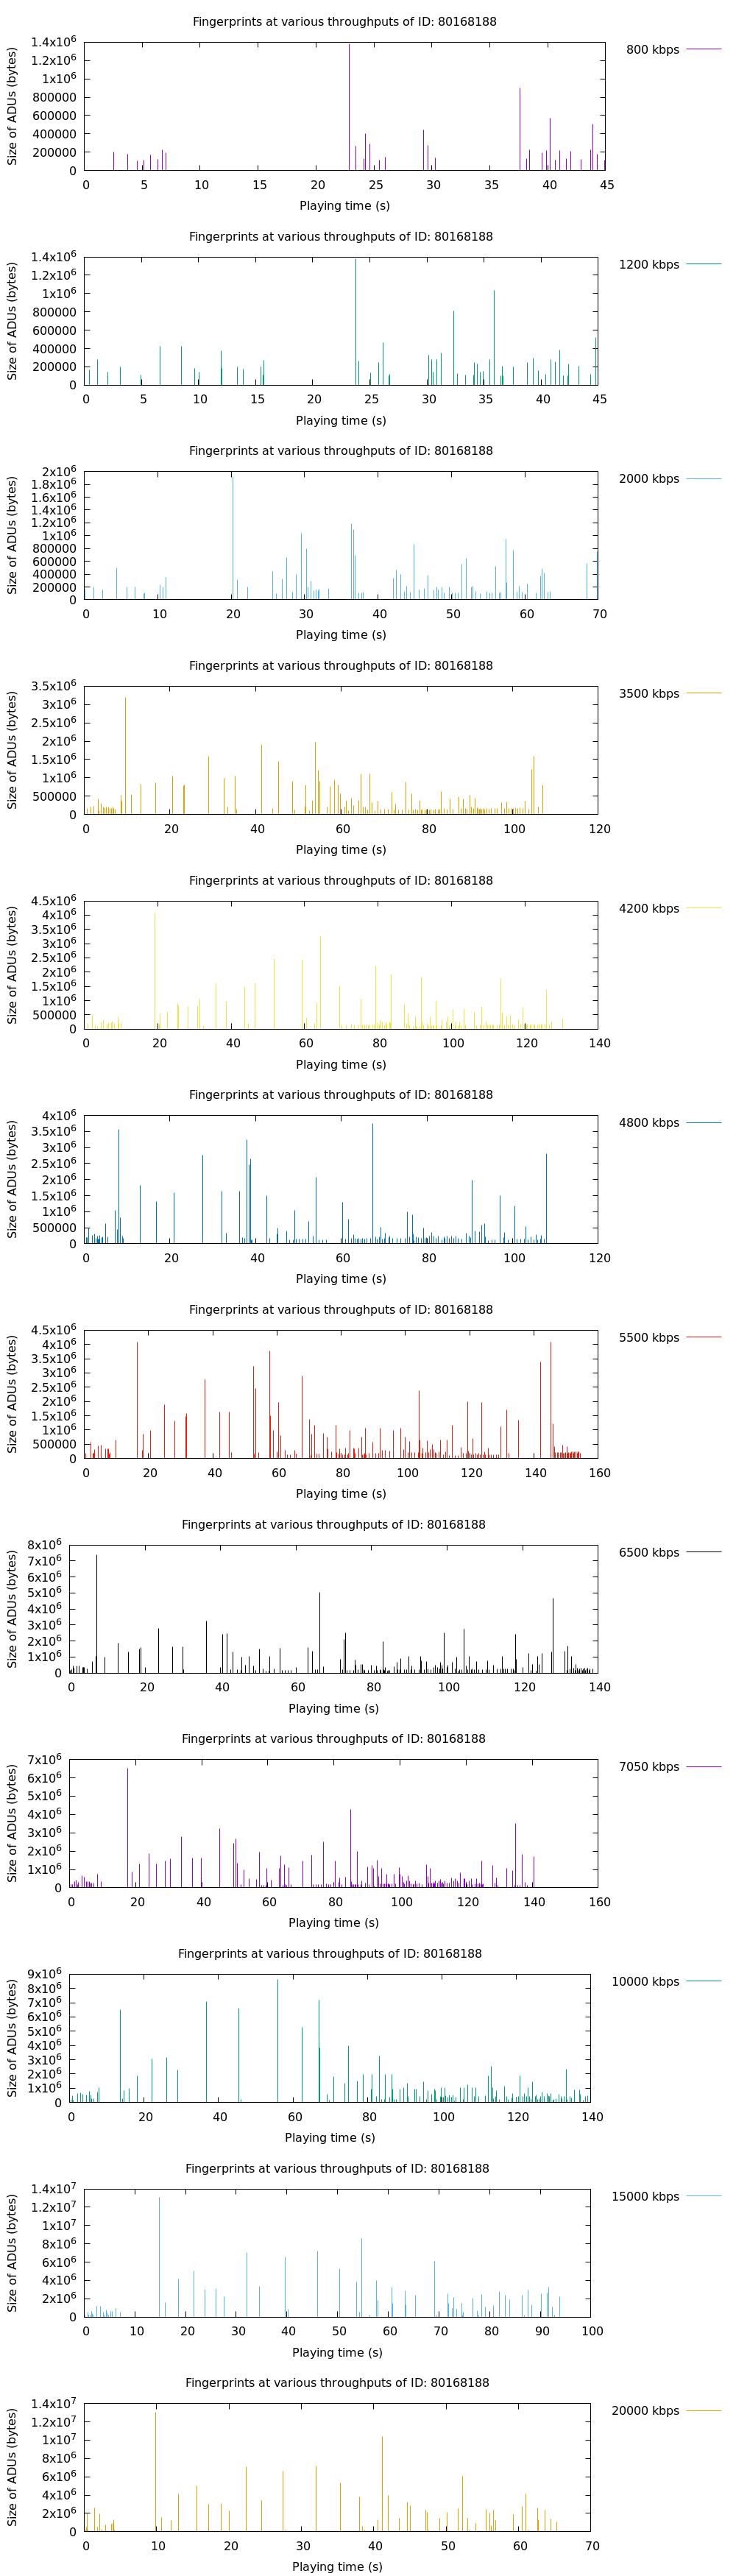 Fingerprints at various throughputs of ID: 80168188
1.4x10^6
800 kbps
1.2x10^6
1x10^6
800000
600000
400000
200000
0
Size of ADUs (bytes)
0 5 10 15 20 25 30 35 40 45
Playing time (s)
Fingerprints at various throughputs of ID: 80168188
1.4x10^6
1200 kbps
1.2x10^6
1x10^6
800000
600000
400000
200000
0
Size of ADUs (bytes)
0 5 10 15 20 25 30 35 40 45
Playing time (s)
Fingerprints at various throughputs of ID: 80168188
2x10^6
2000 kbps
1.8x10^6
1.6x10^6
1.4x10^6
1.2x10^6
1x10^6
800000
600000
400000
200000
0
Size of ADUs (bytes)
0 10 20 30 40 50 60 70
Playing time (s)
Fingerprints at various throughputs of ID: 80168188
3.5x10^6
3500 kbps
3x10^6
2.5x10^6
2x10^6
1.5x10^6
1x10^6
500000
0
Size of ADUs (bytes)
0 20 40 60 80 100 120
Playing time (s)
Fingerprints at various throughputs of ID: 80168188
4.5x10^6
4200 kbps
4x10^6
3.5x10^6
3x10^6
2.5x10^6
2x10^6
1.5x10^6
1x10^6
500000
0
Size of ADUs (bytes)
0 20 40 60 80 100 120 140
Playing time (s)
Fingerprints at various throughputs of ID: 80168188
4x10^6
4800 kbps
3.5x10^6
3x10^6
2.5x10^6
2x10^6
1.5x10^6
1x10^6
500000
0
Size of ADUs (bytes)
0 20 40 60 80 100 120
Playing time (s)
Fingerprints at various throughputs of ID: 80168188
4.5x10^6
5500 kbps
4x10^6
3.5x10^6
3x10^6
2.5x10^6
2x10^6
1.5x10^6
1x10^6
500000
0
Size of ADUs (bytes)
0 20 40 60 80 100 120 140 160
Playing time (s)
Fingerprints at various throughputs of ID: 80168188
8x10^6
6500 kbps
7x10^6
6x10^6
5x10^6
4x10^6
3x10^6
2x10^6
1x10^6
0
Size of ADUs (bytes)
0 20 40 60 80 100 120 140
Playing time (s)
Fingerprints at various throughputs of ID: 80168188
7x10^6
7050 kbps
6x10^6
5x10^6
4x10^6
3x10^6
2x10^6
1x10^6
0
Size of ADUs (bytes)
0 20 40 60 80 100 120 140 160
Playing time (s)
Fingerprints at various throughputs of ID: 80168188
9x10^6
10000 kbps
8x10^6
7x10^6
6x10^6
5x10^6
4x10^6
3x10^6
2x10^6
1x10^6
0
Size of ADUs (bytes)
0 20 40 60 80 100 120 140
Playing time (s)
Fingerprints at various throughputs of ID: 80168188
1.4x10^7
15000 kbps
1.2x10^7
1x10^7
8x10^6
6x10^6
4x10^6
2x10^6
0
Size of ADUs (bytes)
0 10 20 30 40 50 60 70 80 90 100
Playing time (s)
Fingerprints at various throughputs of ID: 80168188
1.4x10^7
20000 kbps
1.2x10^7
1x10^7
8x10^6
6x10^6
4x10^6
2x10^6
0
Size of ADUs (bytes)
0 10 20 30 40 50 60 70
Playing time (s)